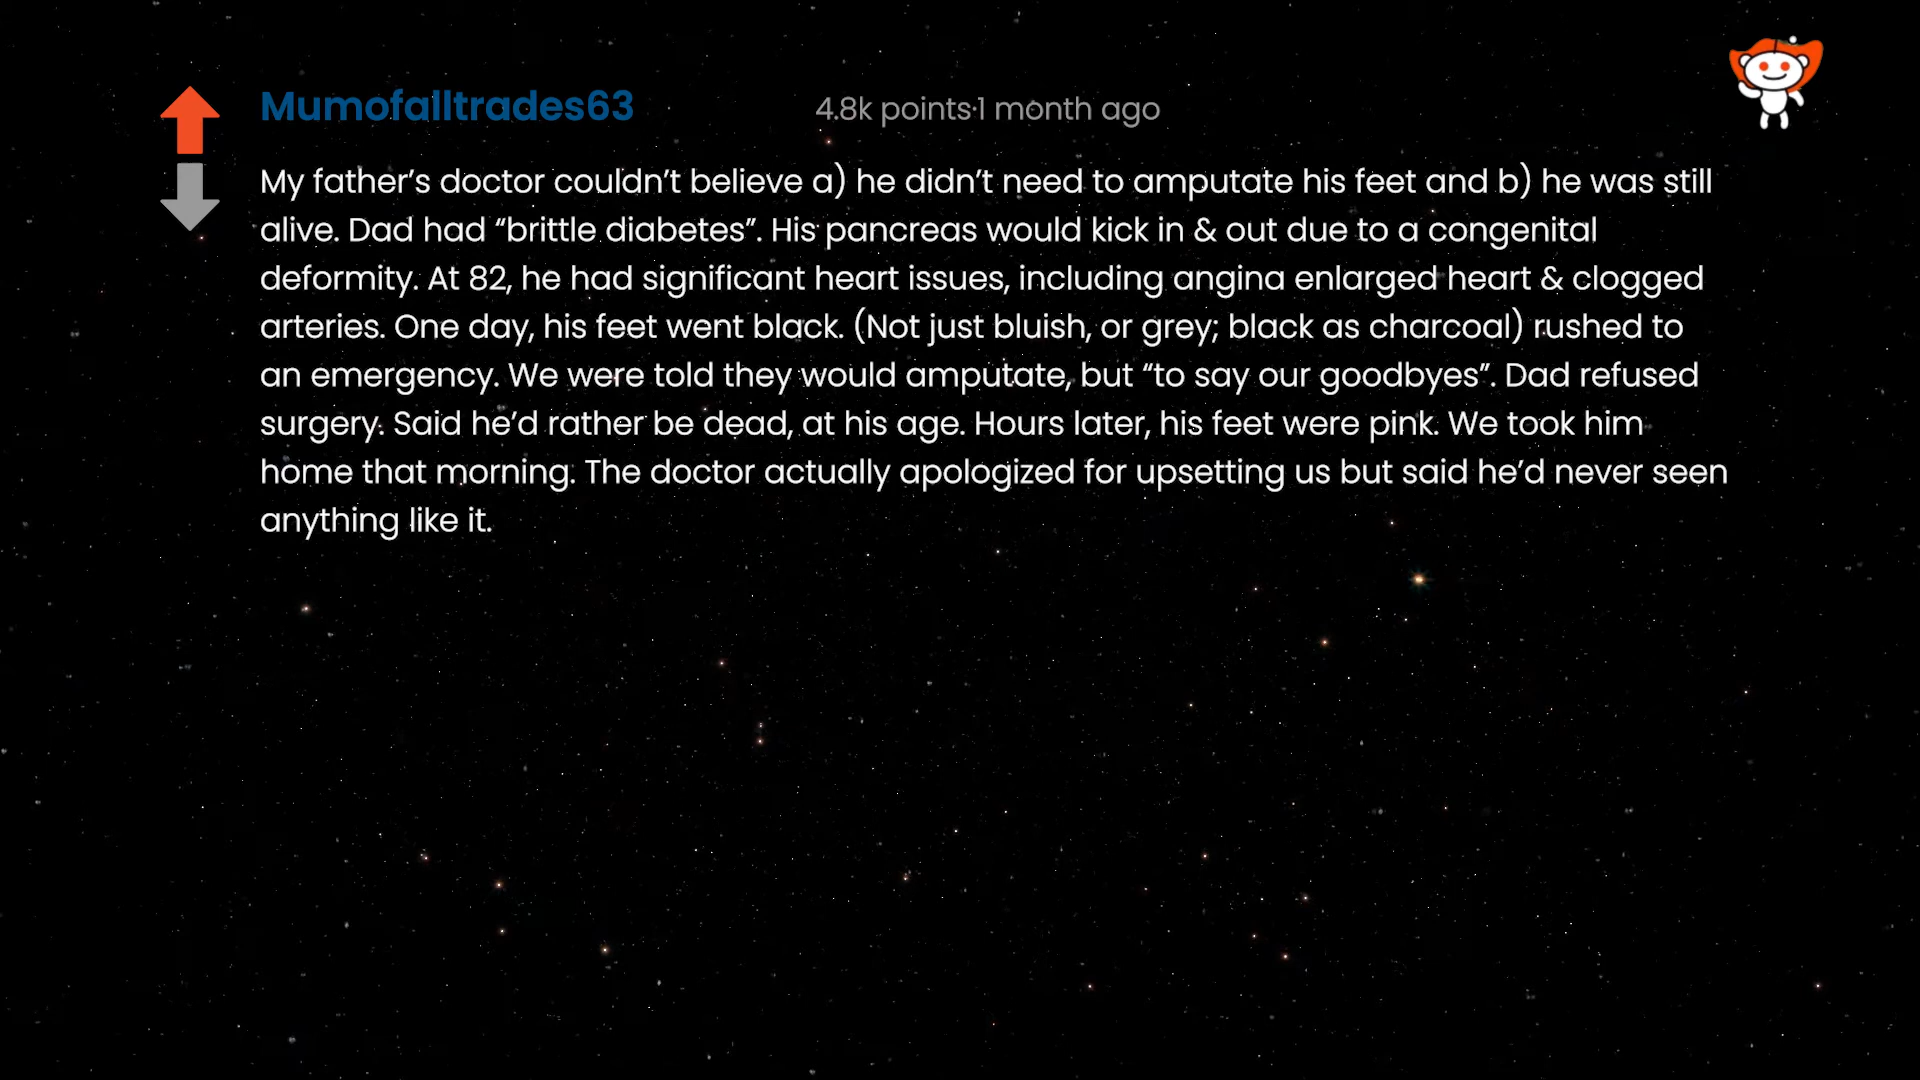 Mumofalltrades63 4.8k points·1 month ago
My father’s doctor couldn’t believe a) he didn’t need to amputate his feet and b) he was still
alive. Dad had “brittle diabetes”. His pancreas would kick in & out due to a congenital
deformity. At 82, he had significant heart issues, including angina enlarged heart & clogged
arteries. One day, his feet went black. (Not just bluish, or grey; black as charcoal) rushed to
an emergency. We were told they would amputate, but “to say our goodbyes”. Dad refused
surgery. Said he’d rather be dead, at his age. Hours later, his feet were pink. We took him
home that morning. The doctor actually apologized for upsetting us but said he’d never seen
anything like it.